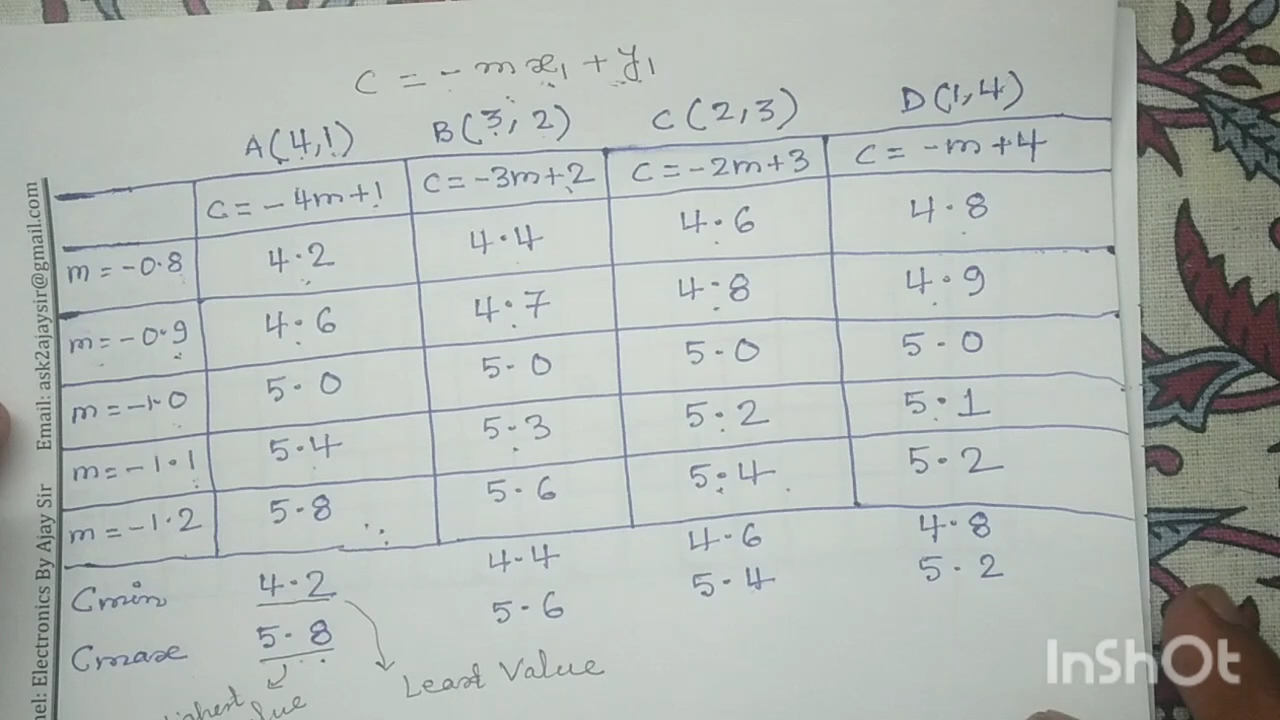 C = -mx₁ + y₁
A(4,1) B(3,2) C(2,3) D(1,4)
C = -4m+1 C = -3m+2 C = -2m+3 C = -m+4
m = -0.8 4.2 4.4 4.6 4.8
m = -0.9 4.6 4.7 4.8 4.9
m = -1.0 5.0 5.0 5.0 5.0
m = -1.1 5.4 5.3 5.2 5.1
m = -1.2 5.8 5.6 5.4 5.2
Cmin 4.2 4.4 4.6 4.8
Cmax 5.8 5.6 5.4 5.2
Least Value
nel: Electronics By Ajay Sir Email: ask2ajaysir@gmail.com
InShOt